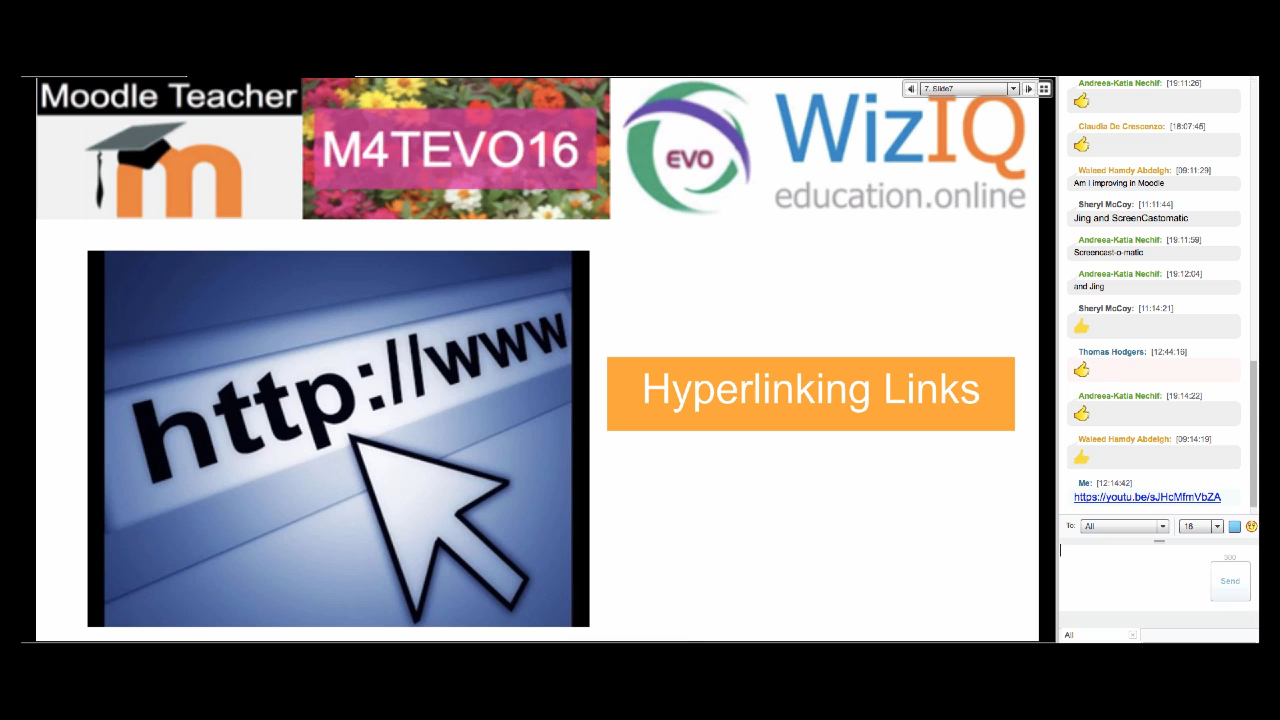 Moodle Teacher
M4TEVO16
EVO
WizIQ
education.online
7. Slide7
http://www
Hyperlinking Links
Andreea-Katia Nechif: [19:11:26]
Claudia De Crescenzo: [18:07:45]
Waleed Hamdy Abdelgh: [09:11:29]
Am I improving in Moodle
Sheryl McCoy: [11:11:44]
Jing and ScreenCastomatic
Andreea-Katia Nechif: [19:11:59]
Screencast-o-matic
Andreea-Katia Nechif: [19:12:04]
and Jing
Sheryl McCoy: [11:14:21]
Thomas Hodgers: [12:44:16]
Andreea-Katia Nechif: [19:14:22]
Waleed Hamdy Abdelgh: [09:14:19]
Me: [12:14:42]
https://youtu.be/sJHcMfmVbZA
To: All 16
300
Send
All